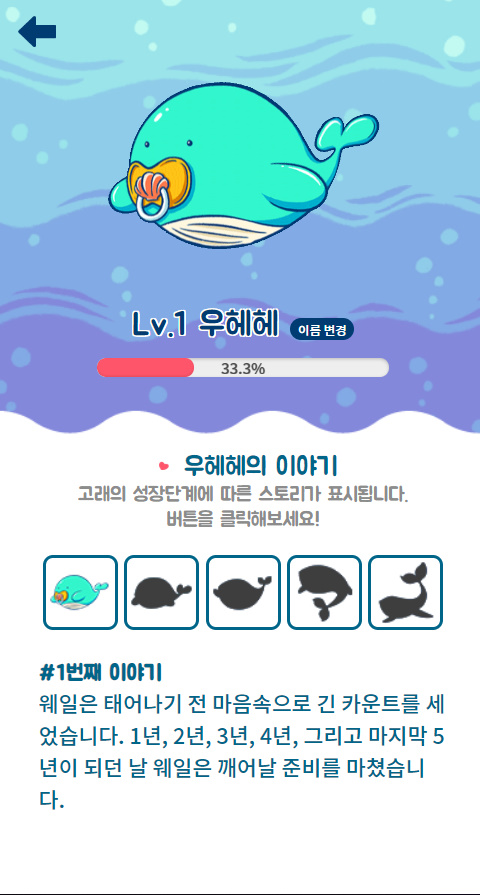 Lv.1 우헤헤 이름 변경
33.3%
우헤헤의 이야기
고래의 성장단계에 따른 스토리가 표시됩니다.
버튼을 클릭해보세요!
#1번째 이야기
웨일은 태어나기 전 마음속으로 긴 카운트를 세
었습니다. 1년, 2년, 3년, 4년, 그리고 마지막 5
년이 되던 날 웨일은 깨어날 준비를 마쳤습니
다.